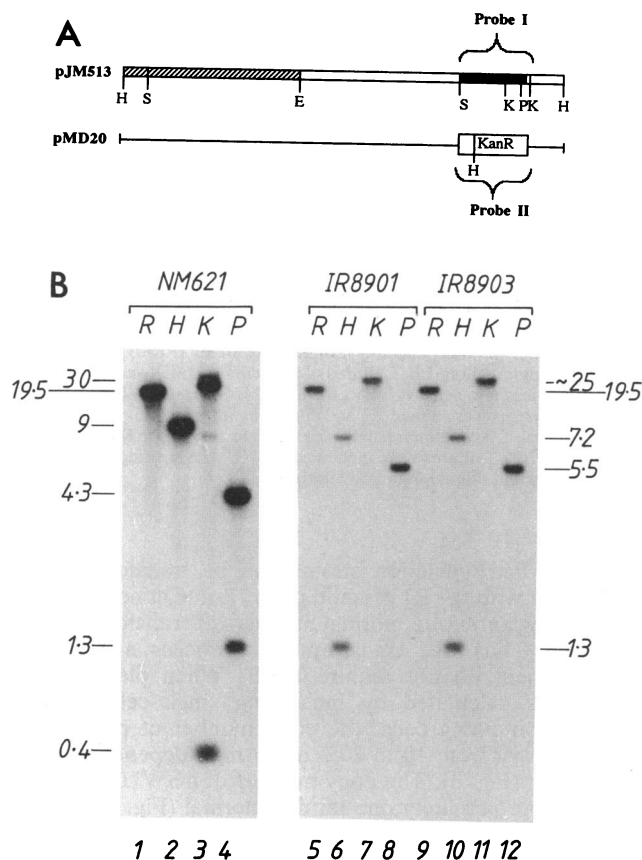 A
Probe I
pJM513
H S E S K P K H
pMD20
KanR
H
Probe II
B
NM621 IR8901 IR8903
R H K P R H K P R H K P
30
19·5
9
4·3
1·3
0·4
~25
19·5
7·2
5·5
1·3
1 2 3 4 5 6 7 8 9 10 11 12